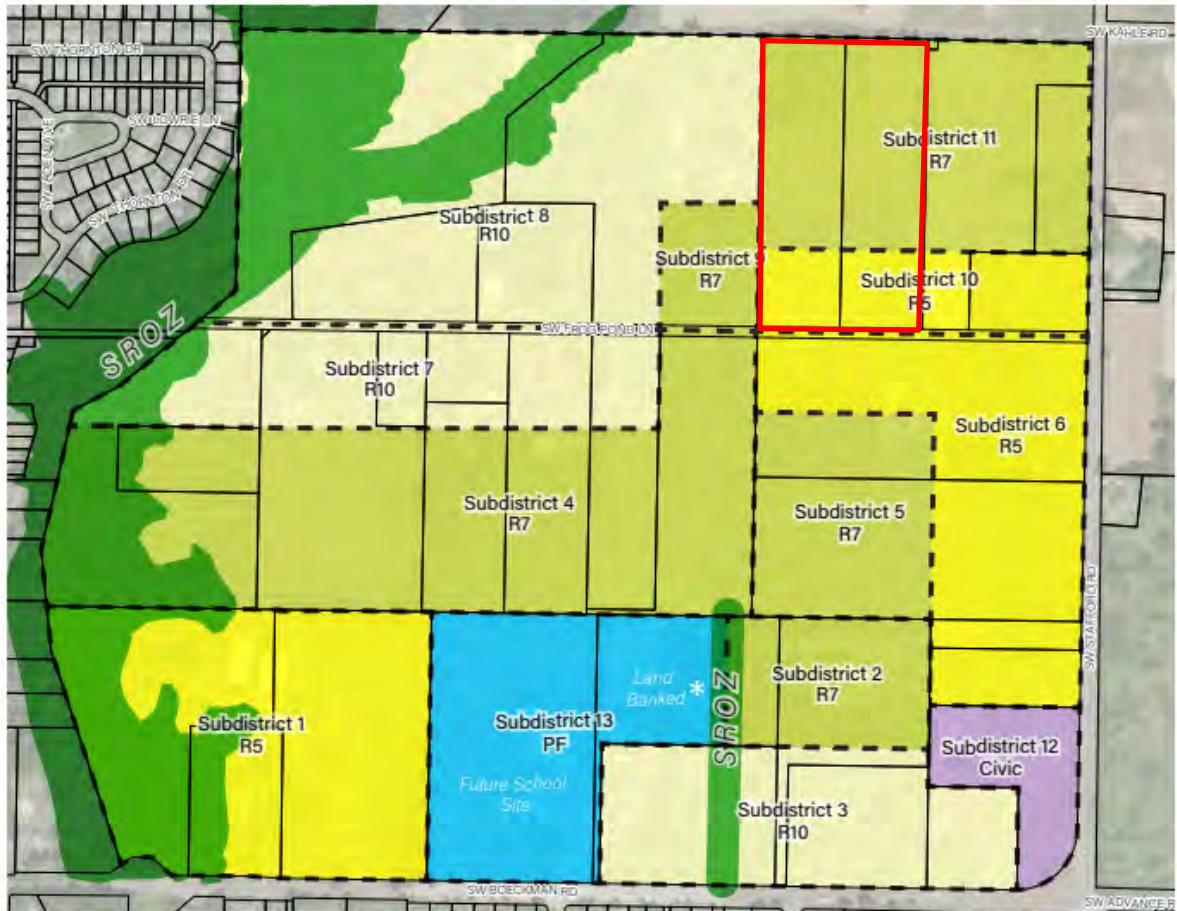 SW KAHLE RD
SW THORNTON DR
SW LOWRIE LN
SW THORNTON DR
Subdistrict 11
R7
Subdistrict 8
R10
Subdistrict 9
R7
Subdistrict 10
R5
SROZ
SW FROG POND LN
Subdistrict 7
R10
Subdistrict 6
R5
Subdistrict 4
R7
Subdistrict 5
R7
SW STAFFORD RD
Land
Banked *
Subdistrict 2
R7
SROZ
Subdistrict 1
R5
Subdistrict 13
PF
Subdistrict 12
Civic
Future School
Site
Subdistrict 3
R10
SW BOECKMAN RD
SW ADVANCE R